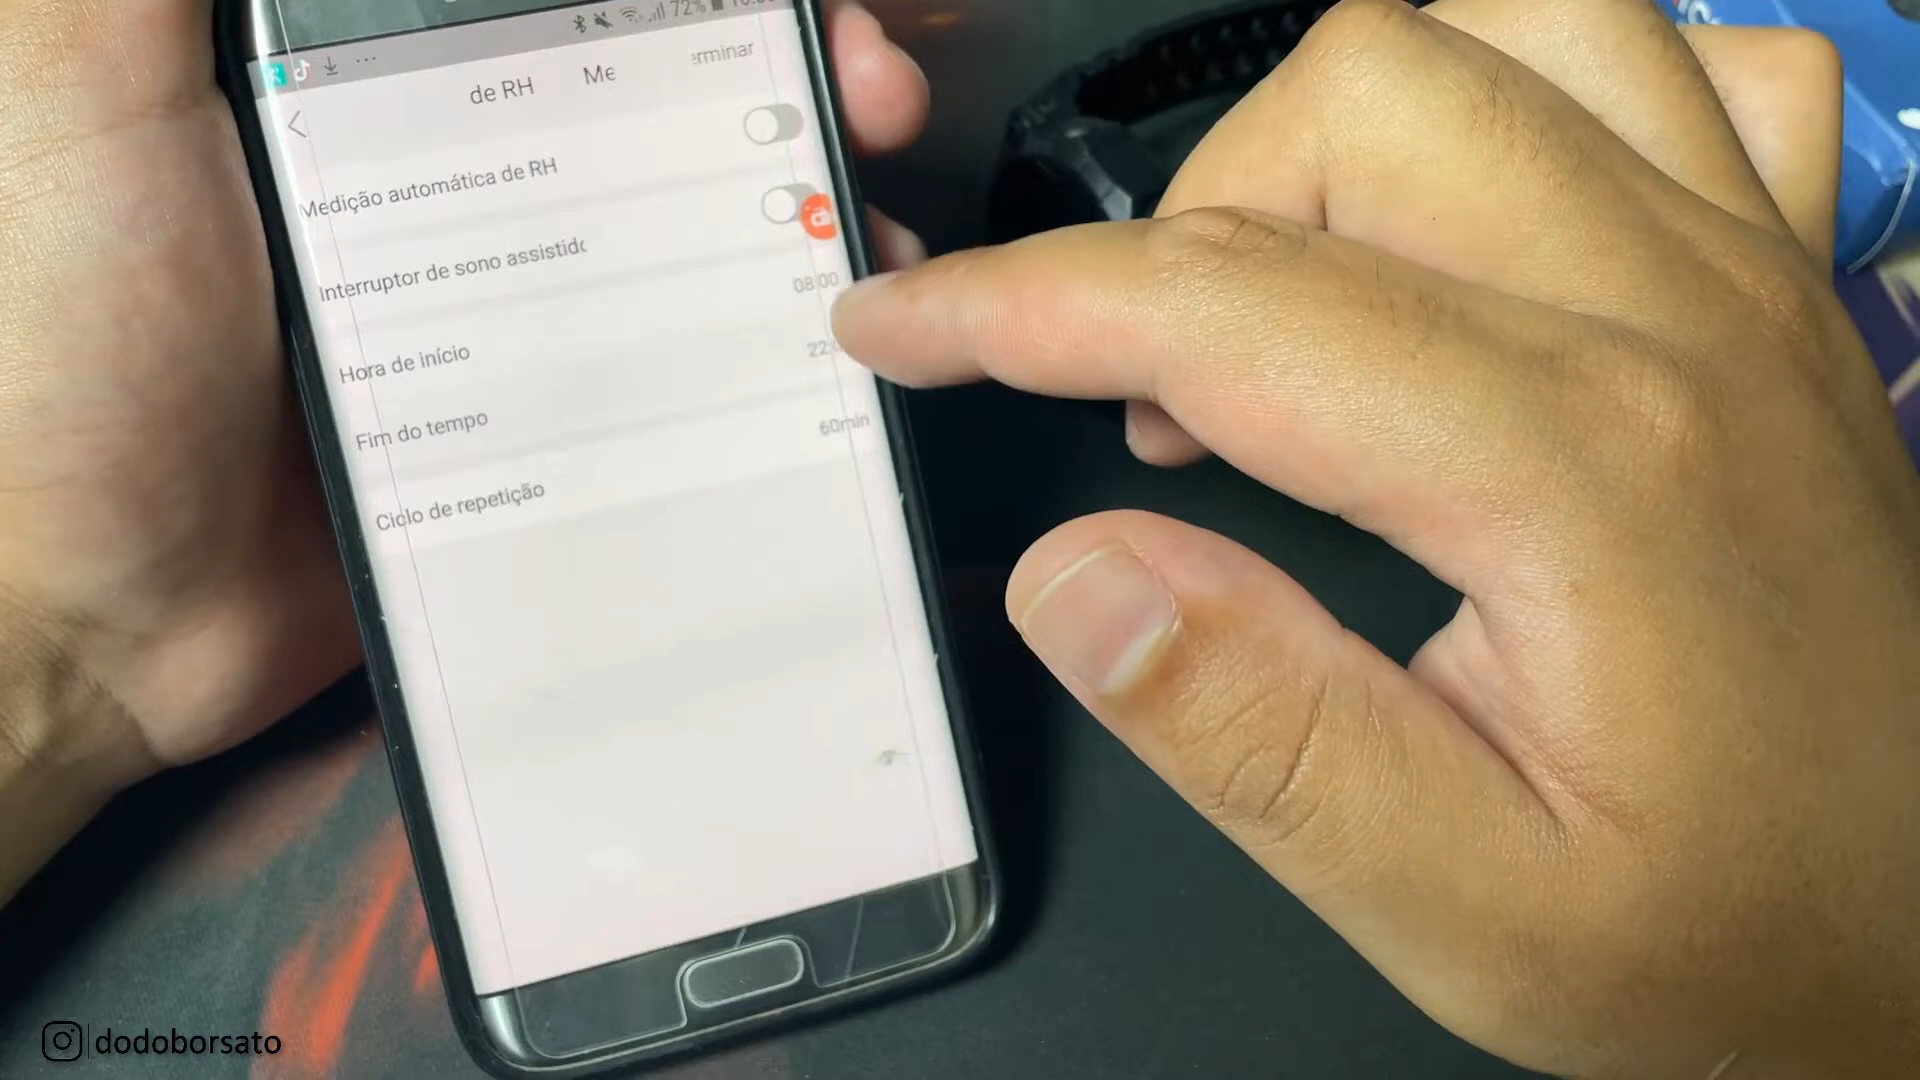 72%
de RH Me
erminar
Medição automática de RH
Interruptor de sono assistido
08:00
Hora de início
22:
Fim do tempo
60min
Ciclo de repetição
dodoborsato